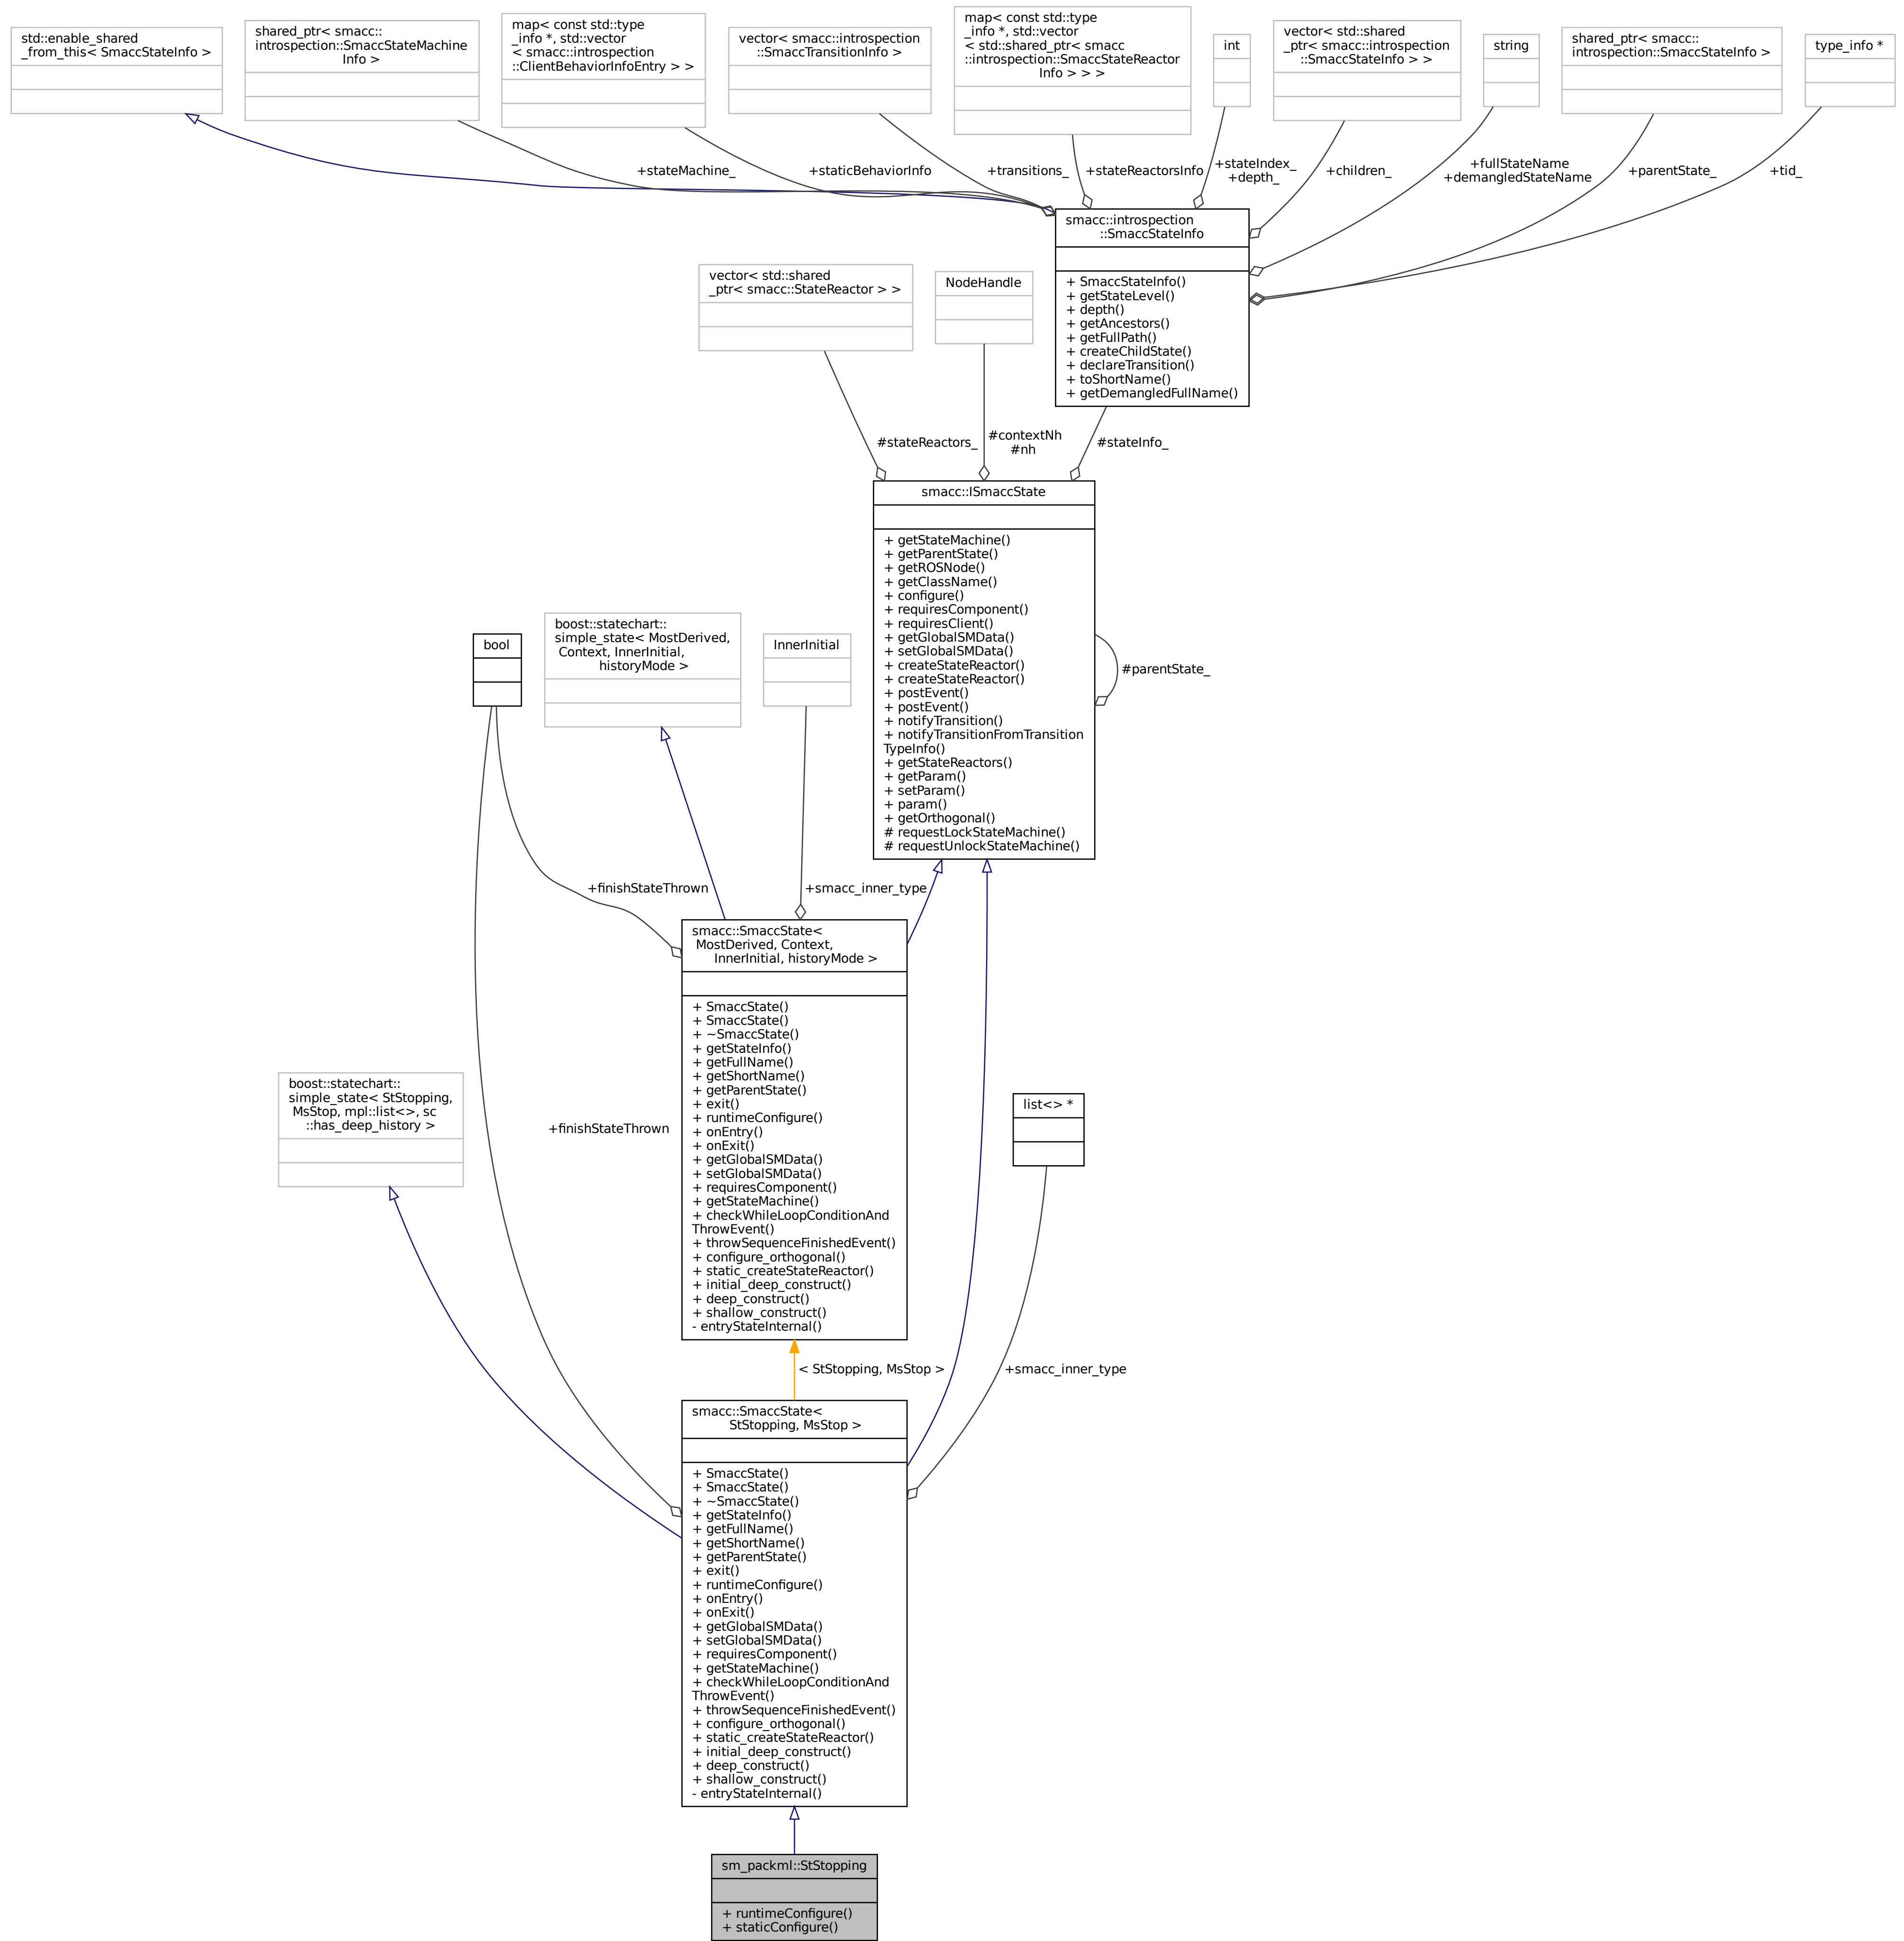 std::enable_shared
_from_this< SmaccStateInfo >
shared_ptr< smacc::
introspection::SmaccStateMachine
Info >
map< const std::type
_info *, std::vector
< smacc::introspection
::ClientBehaviorInfoEntry > >
vector< smacc::introspection
::SmaccTransitionInfo >
map< const std::type
_info *, std::vector
< std::shared_ptr< smacc
::introspection::SmaccStateReactor
Info > > >
int
vector< std::shared
_ptr< smacc::introspection
::SmaccStateInfo > >
string
shared_ptr< smacc::
introspection::SmaccStateInfo >
type_info *
+stateMachine_
+staticBehaviorInfo
+transitions_
+stateReactorsInfo
+stateIndex_
+depth_
+children_
+fullStateName
+demangledStateName
+parentState_
+tid_
smacc::introspection
::SmaccStateInfo
+ SmaccStateInfo()
+ getStateLevel()
+ depth()
+ getAncestors()
+ getFullPath()
+ createChildState()
+ declareTransition()
+ toShortName()
+ getDemangledFullName()
vector< std::shared
_ptr< smacc::StateReactor > >
NodeHandle
#stateReactors_
#contextNh
#nh
#stateInfo_
smacc::ISmaccState
+ getStateMachine()
+ getParentState()
+ getROSNode()
+ getClassName()
+ configure()
+ requiresComponent()
+ requiresClient()
+ getGlobalSMData()
+ setGlobalSMData()
+ createStateReactor()
+ createStateReactor()
+ postEvent()
+ postEvent()
+ notifyTransition()
+ notifyTransitionFromTransition
TypeInfo()
+ getStateReactors()
+ getParam()
+ setParam()
+ param()
+ getOrthogonal()
# requestLockStateMachine()
# requestUnlockStateMachine()
#parentState_
bool
boost::statechart::
simple_state< MostDerived,
Context, InnerInitial,
historyMode >
InnerInitial
+finishStateThrown
+smacc_inner_type
smacc::SmaccState<
MostDerived, Context,
InnerInitial, historyMode >
+ SmaccState()
+ SmaccState()
+ ~SmaccState()
+ getStateInfo()
+ getFullName()
+ getShortName()
+ getParentState()
+ exit()
+ runtimeConfigure()
+ onEntry()
+ onExit()
+ getGlobalSMData()
+ setGlobalSMData()
+ requiresComponent()
+ getStateMachine()
+ checkWhileLoopConditionAnd
ThrowEvent()
+ throwSequenceFinishedEvent()
+ configure_orthogonal()
+ static_createStateReactor()
+ initial_deep_construct()
+ deep_construct()
+ shallow_construct()
- entryStateInternal()
boost::statechart::
simple_state< StStopping,
MsStop, mpl::list<>, sc
::has_deep_history >
+finishStateThrown
list<> *
< StStopping, MsStop >
+smacc_inner_type
smacc::SmaccState<
StStopping, MsStop >
+ SmaccState()
+ SmaccState()
+ ~SmaccState()
+ getStateInfo()
+ getFullName()
+ getShortName()
+ getParentState()
+ exit()
+ runtimeConfigure()
+ onEntry()
+ onExit()
+ getGlobalSMData()
+ setGlobalSMData()
+ requiresComponent()
+ getStateMachine()
+ checkWhileLoopConditionAnd
ThrowEvent()
+ throwSequenceFinishedEvent()
+ configure_orthogonal()
+ static_createStateReactor()
+ initial_deep_construct()
+ deep_construct()
+ shallow_construct()
- entryStateInternal()
sm_packml::StStopping
+ runtimeConfigure()
+ staticConfigure()